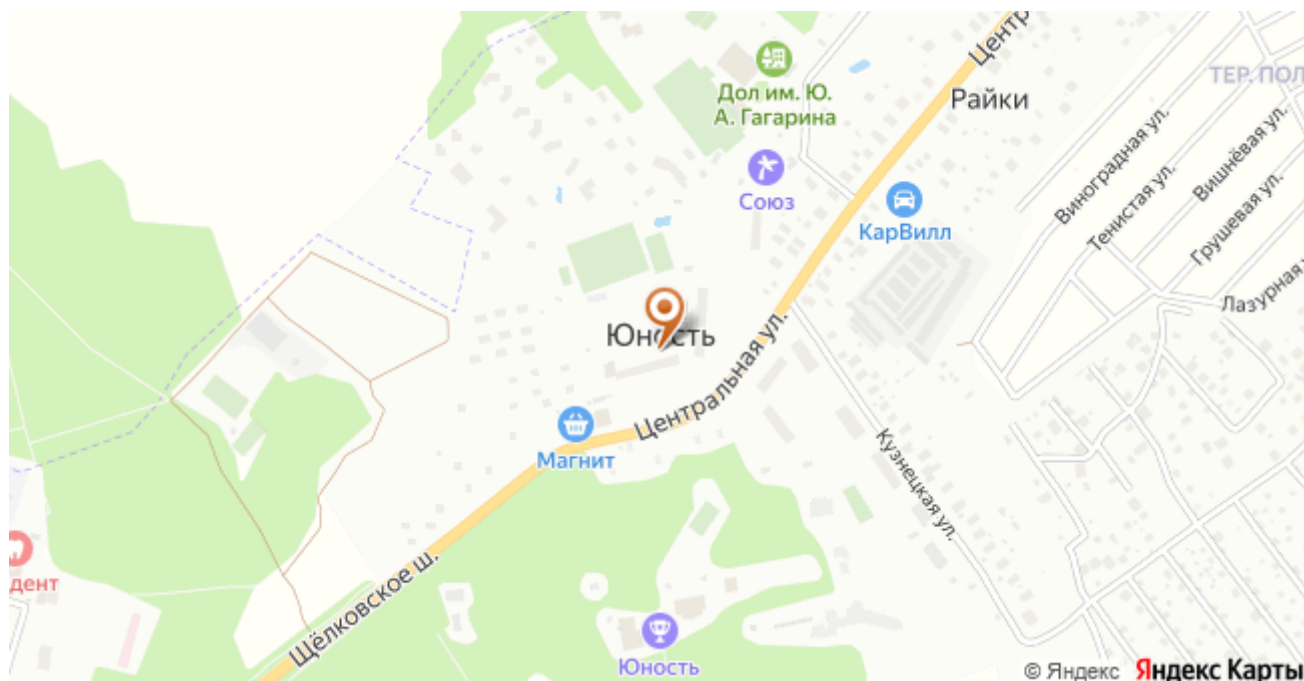 Центр
ТЕР. ПОЛ
Дол им. Ю.
А. Гагарина
Райки
Виноградная ул.
Тенистая ул.
Вишнёвая ул.
Грушевая ул.
Лазурная
Союз
КарВилл
Юность
Центральная ул.
Магнит
Кузнецкая ул.
дент
Щёлковское ш.
Юность
© Яндекс Яндекс Карты